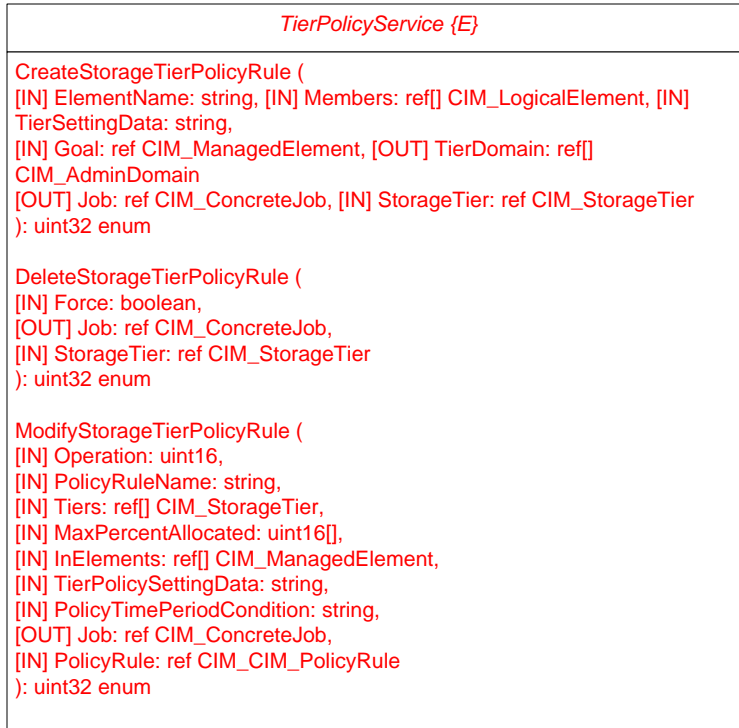 TierPolicyService {E}
CreateStorageTierPolicyRule (
[IN] ElementName: string, [IN] Members: ref[] CIM_LogicalElement, [IN]
TierSettingData: string,
[IN] Goal: ref CIM_ManagedElement, [OUT] TierDomain: ref[]
CIM_AdminDomain
[OUT] Job: ref CIM_ConcreteJob, [IN] StorageTier: ref CIM_StorageTier
): uint32 enum
DeleteStorageTierPolicyRule (
[IN] Force: boolean,
[OUT] Job: ref CIM_ConcreteJob,
[IN] StorageTier: ref CIM_StorageTier
): uint32 enum
ModifyStorageTierPolicyRule (
[IN] Operation: uint16,
[IN] PolicyRuleName: string,
[IN] Tiers: ref[] CIM_StorageTier,
[IN] MaxPercentAllocated: uint16[],
[IN] InElements: ref[] CIM_ManagedElement,
[IN] TierPolicySettingData: string,
[IN] PolicyTimePeriodCondition: string,
[OUT] Job: ref CIM_ConcreteJob,
[IN] PolicyRule: ref CIM_CIM_PolicyRule
): uint32 enum